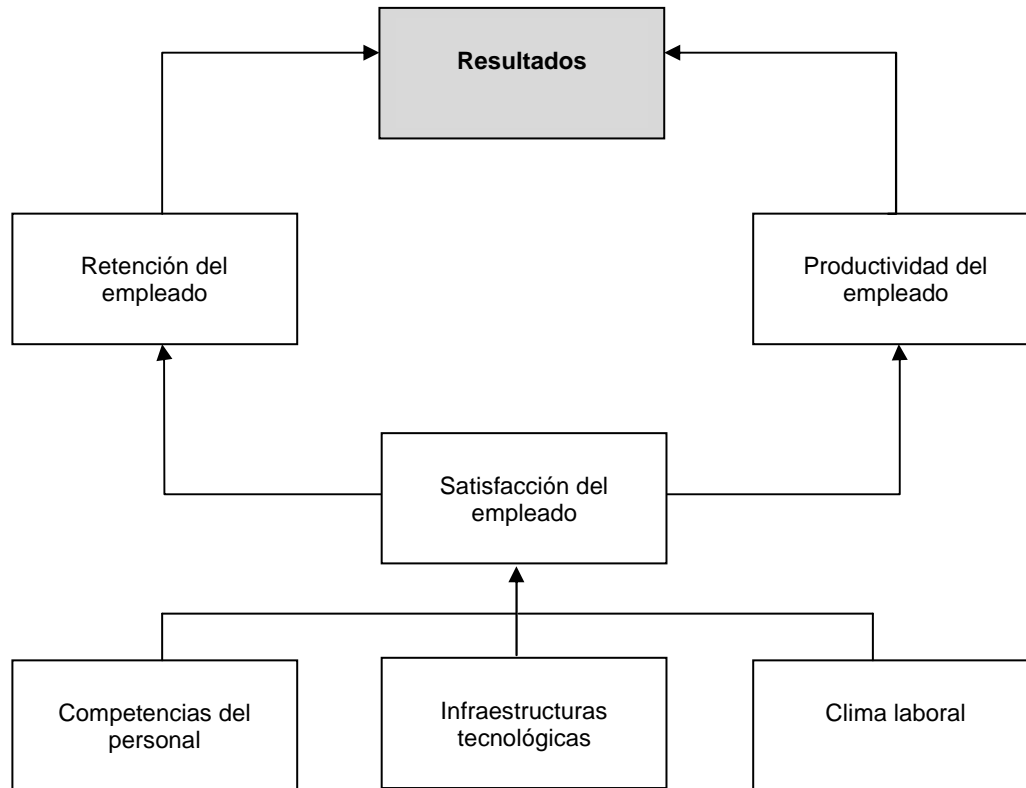 Resultados
Retención del
empleado
Productividad del
empleado
Satisfacción del
empleado
Competencias del
personal
Infraestructuras
tecnológicas
Clima laboral